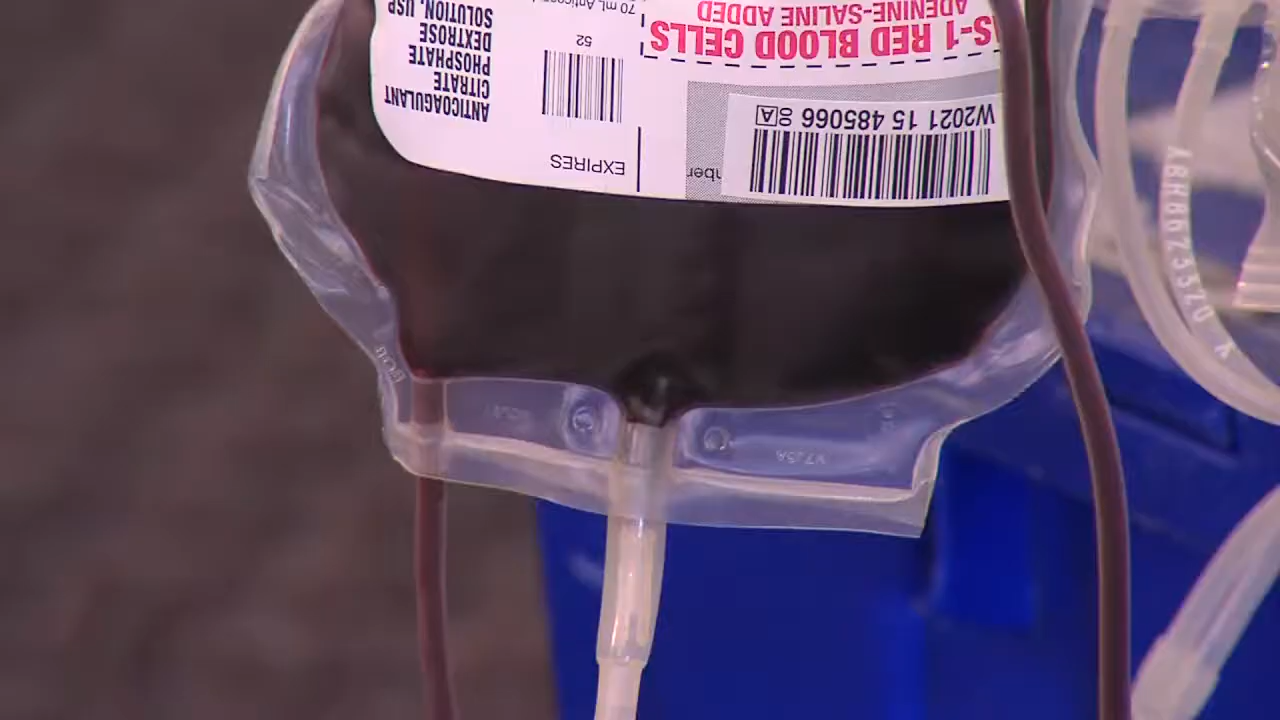 W2021 15 485066 00 A
AS-1 RED BLOOD CELLS
ADENINE-SALINE ADDED
EXPIRES
52
70 mL
ANTICOAGULANT
CITRATE
PHOSPHATE
DEXTROSE
SOLUTION, USP